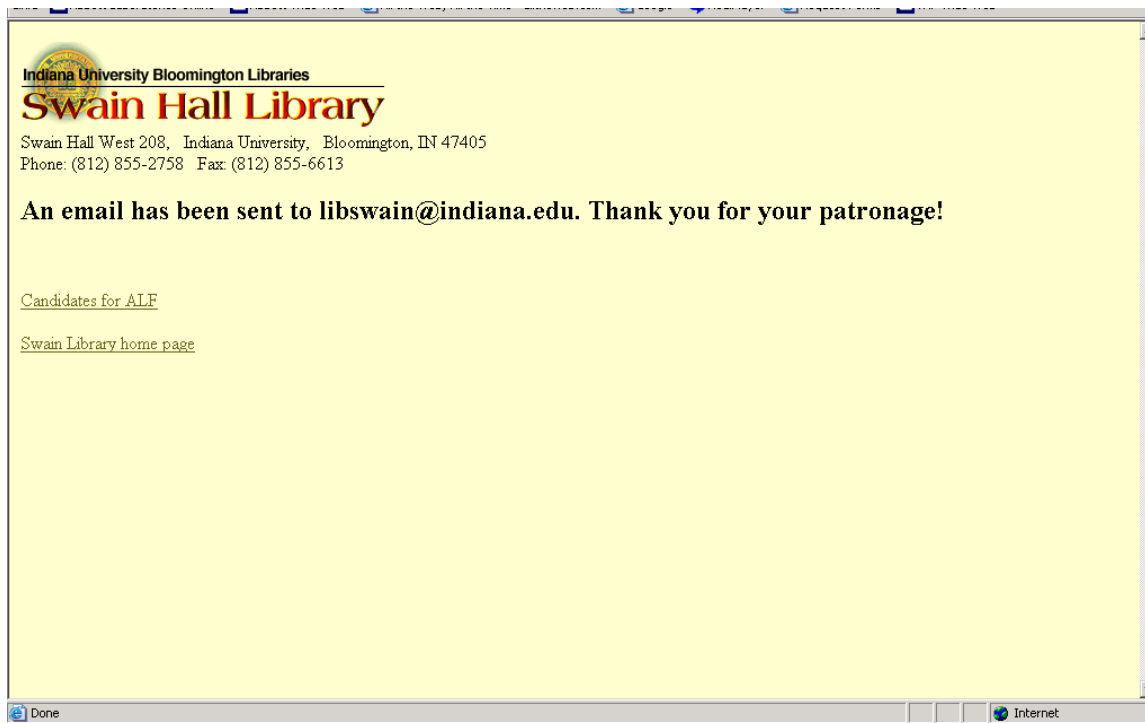 Indiana University Bloomington Libraries
Swain Hall Library
Swain Hall West 208, Indiana University, Bloomington, IN 47405
Phone: (812) 855-2758 Fax: (812) 855-6613
An email has been sent to libswain@indiana.edu. Thank you for your patronage!
Candidates for ALF
Swain Library home page
Done Internet